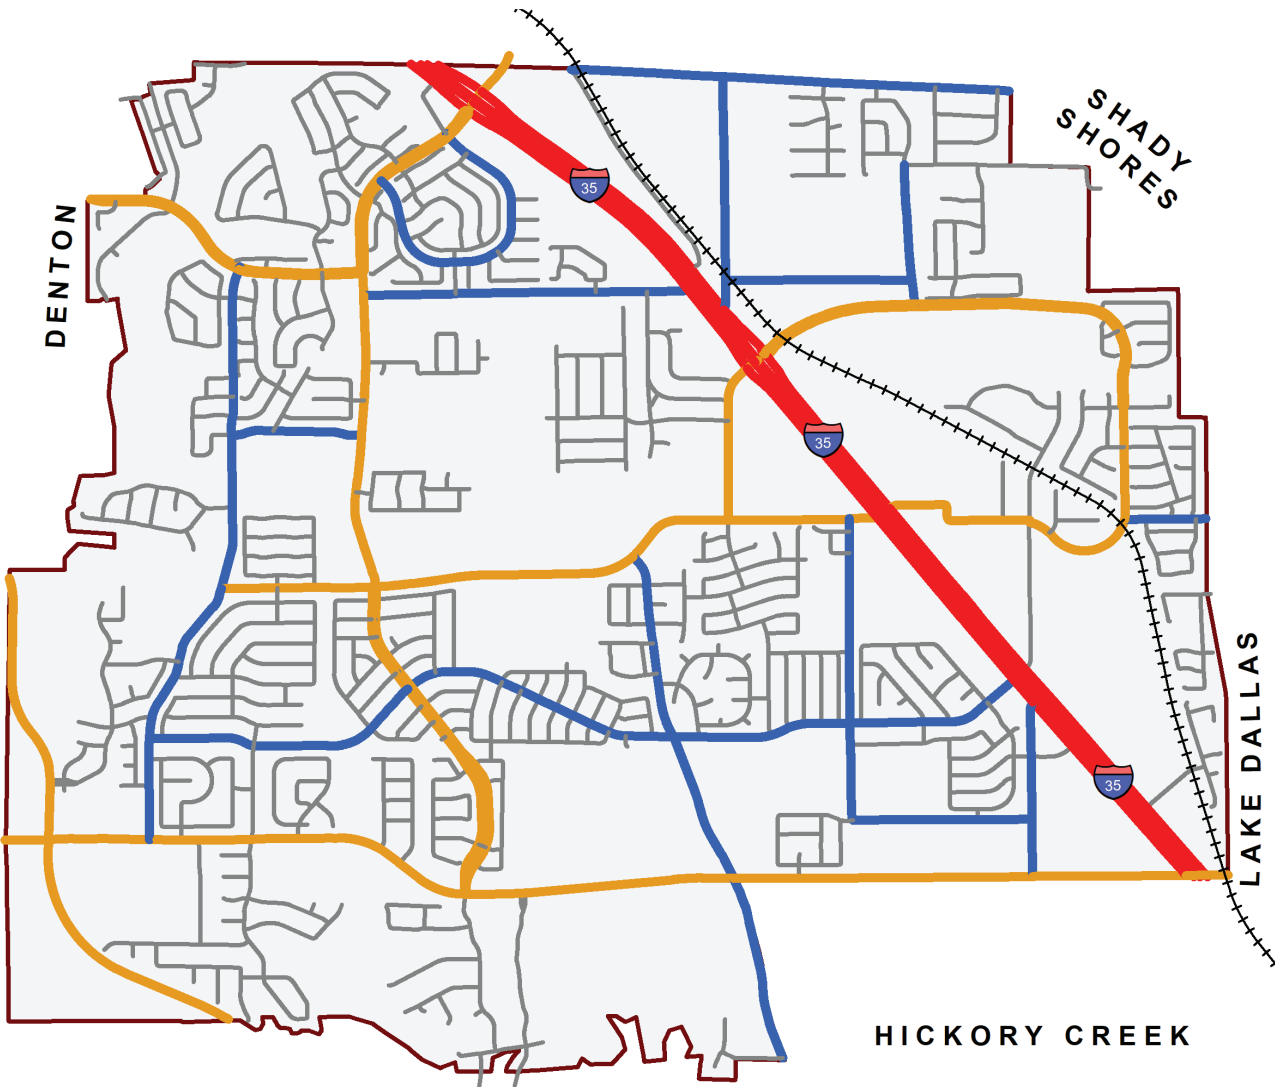 SHADY
SHORES
35
DENTON
35
LAKE DALLAS
35
HICKORY CREEK